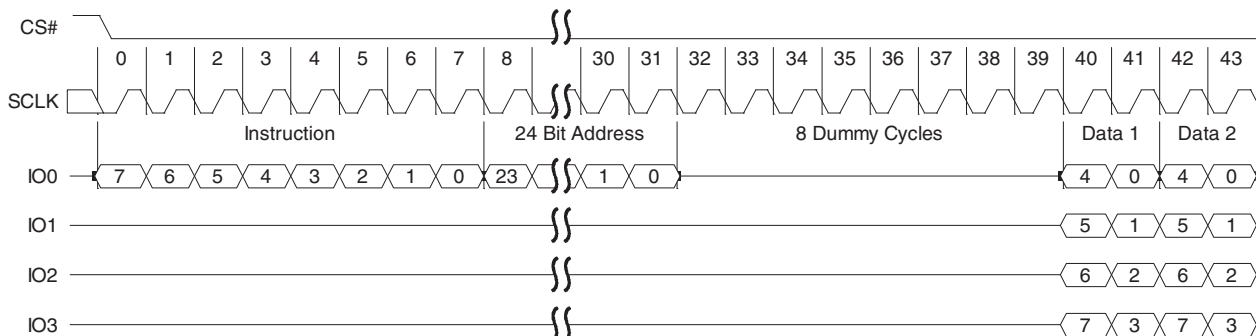 CS#
0 1 2 3 4 5 6 7 8 30 31 32 33 34 35 36 37 38 39 40 41 42 43
SCLK
Instruction 24 Bit Address 8 Dummy Cycles Data 1 Data 2
IO0 7 6 5 4 3 2 1 0 23 1 0 4 0 4 0
IO1 5 1 5 1
IO2 6 2 6 2
IO3 7 3 7 3